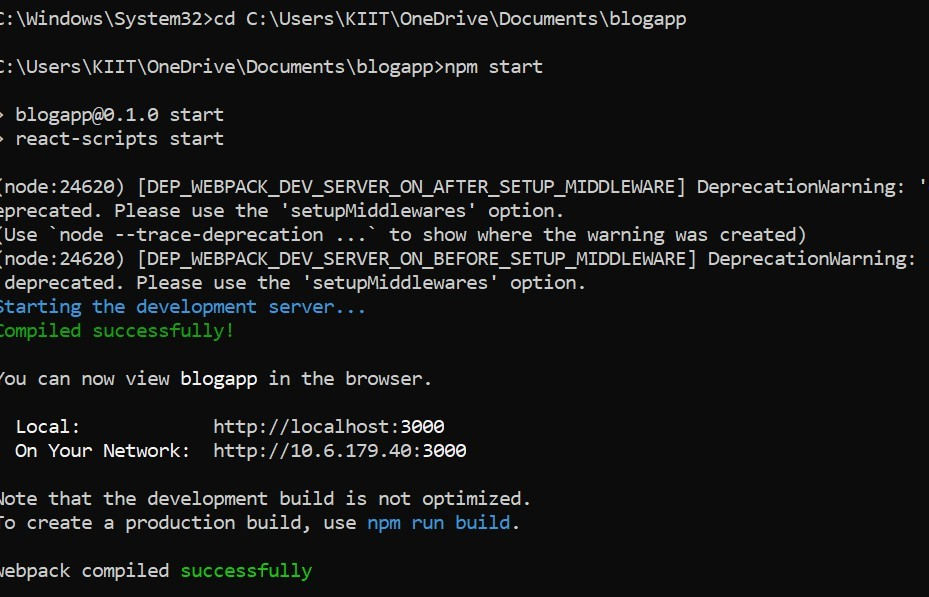 C:\Windows\System32>cd C:\Users\KIIT\OneDrive\Documents\blogapp
C:\Users\KIIT\OneDrive\Documents\blogapp>npm start
> blogapp@0.1.0 start
> react-scripts start
(node:24620) [DEP_WEBPACK_DEV_SERVER_ON_AFTER_SETUP_MIDDLEWARE] DeprecationWarning: '
eprecated. Please use the 'setupMiddlewares' option.
(Use `node --trace-deprecation ...` to show where the warning was created)
(node:24620) [DEP_WEBPACK_DEV_SERVER_ON_BEFORE_SETUP_MIDDLEWARE] DeprecationWarning:
deprecated. Please use the 'setupMiddlewares' option.
Starting the development server...
Compiled successfully!
You can now view blogapp in the browser.
Local: http://localhost:3000
On Your Network: http://10.6.179.40:3000
Note that the development build is not optimized.
To create a production build, use npm run build.
webpack compiled successfully